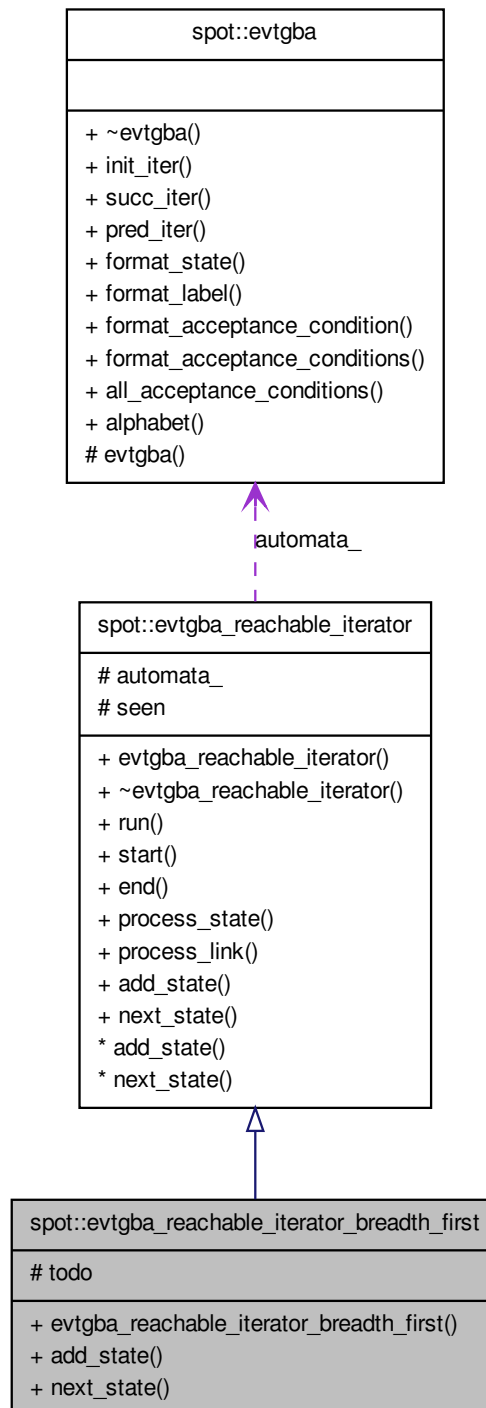 spot::evtgba
+ ~evtgba()
+ init_iter()
+ succ_iter()
+ pred_iter()
+ format_state()
+ format_label()
+ format_acceptance_condition()
+ format_acceptance_conditions()
+ all_acceptance_conditions()
+ alphabet()
# evtgba()
automata_
spot::evtgba_reachable_iterator
# automata_
# seen
+ evtgba_reachable_iterator()
+ ~evtgba_reachable_iterator()
+ run()
+ start()
+ end()
+ process_state()
+ process_link()
+ add_state()
+ next_state()
* add_state()
* next_state()
spot::evtgba_reachable_iterator_breadth_first
# todo
+ evtgba_reachable_iterator_breadth_first()
+ add_state()
+ next_state()